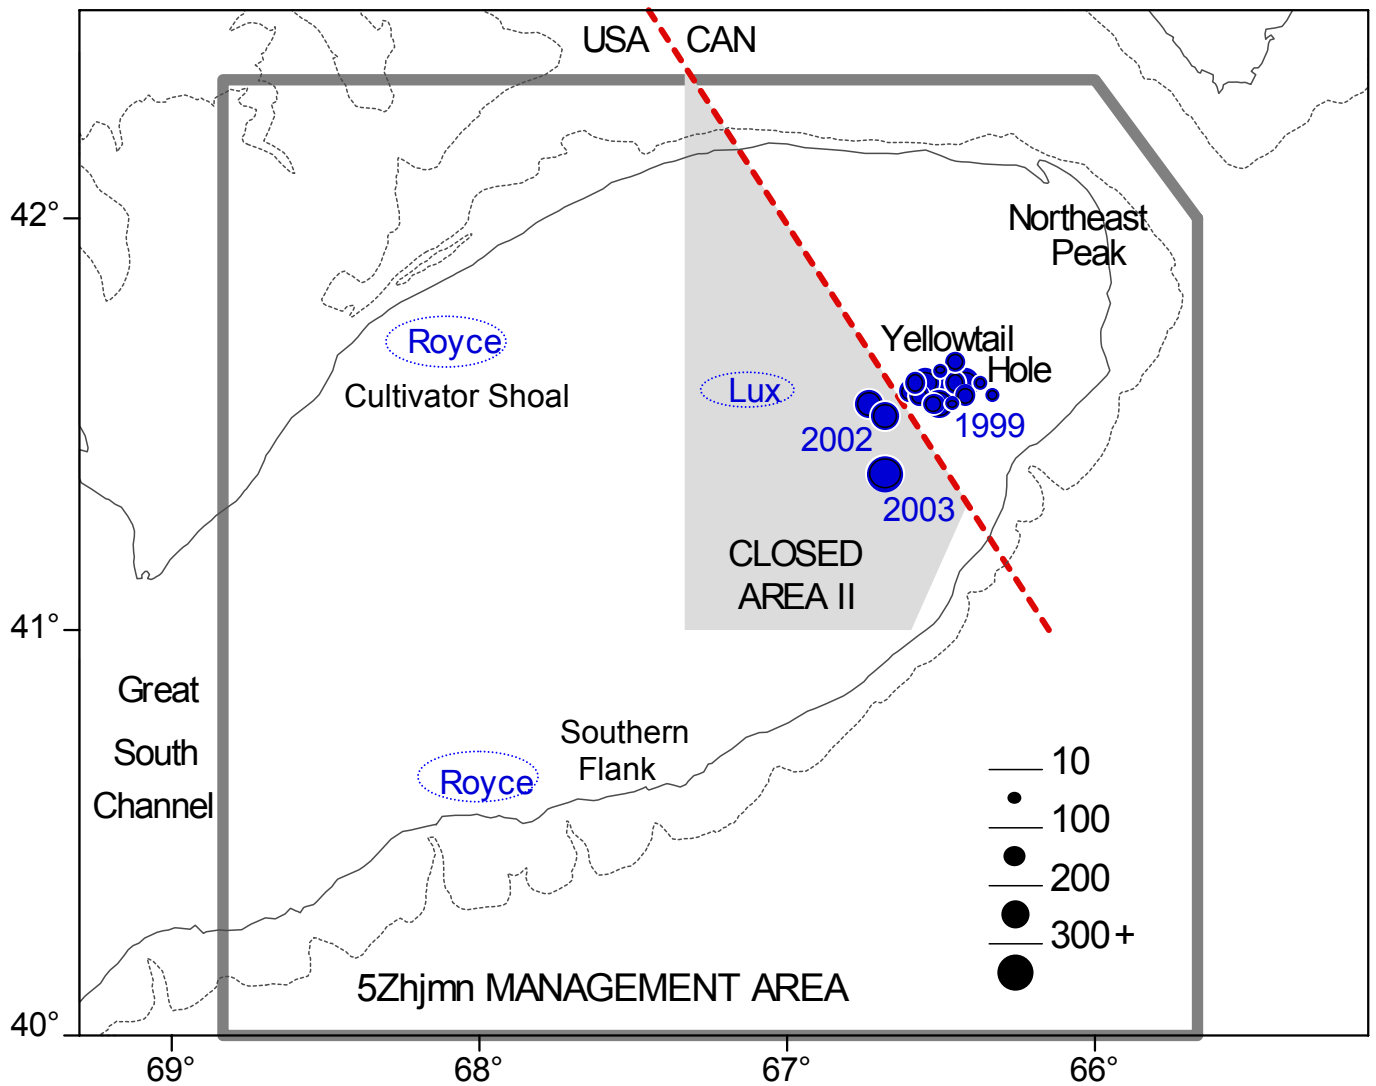 USA CAN
42°
Northeast
Peak
Royce
Yellowtail
Hole
Cultivator Shoal
Lux
1999
2002
2003
CLOSED
AREA II
41°
Great
South
Channel
Southern
Flank
Royce
10
100
200
300+
5Zhjmn MANAGEMENT AREA
40°
69°
68°
67°
66°